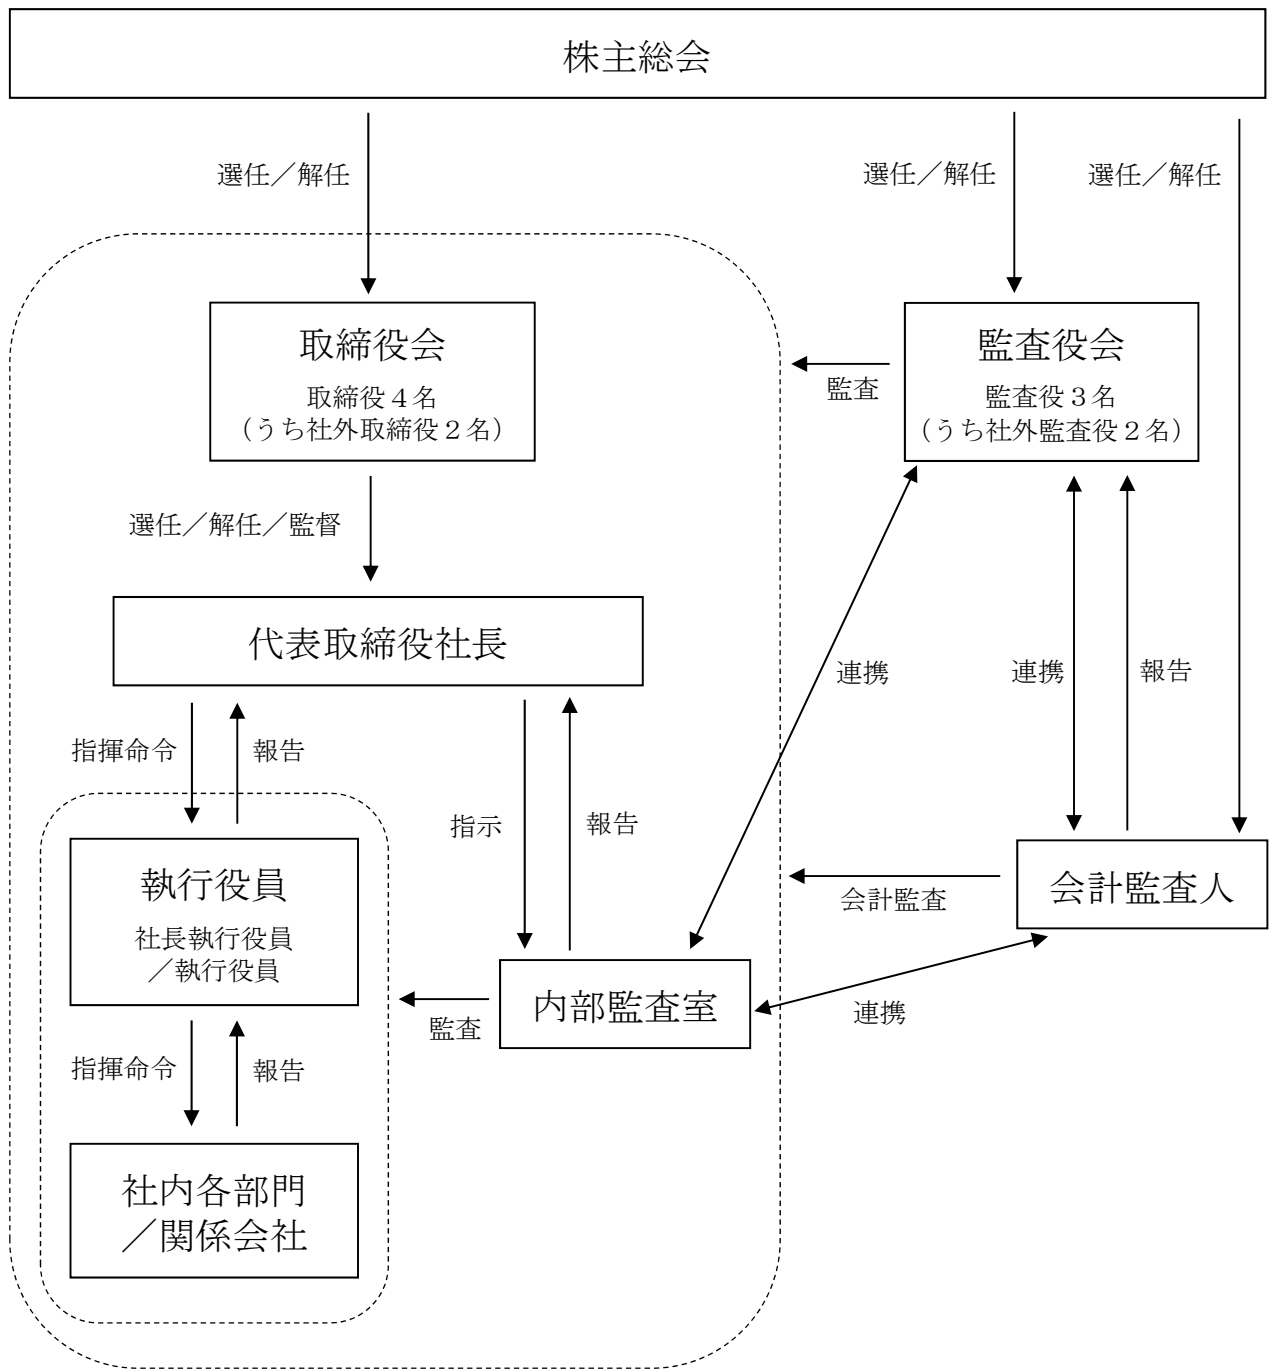 株主総会
選任／解任
選任／解任
選任／解任
取締役会
取締役４名
（うち社外取締役２名）
監査役会
監査役３名
（うち社外監査役２名）
監査
選任／解任／監督
代表取締役社長
連携
連携
報告
指揮命令
報告
指示
報告
執行役員
社長執行役員
／執行役員
会計監査人
会計監査
内部監査室
監査
連携
指揮命令
報告
社内各部門
／関係会社